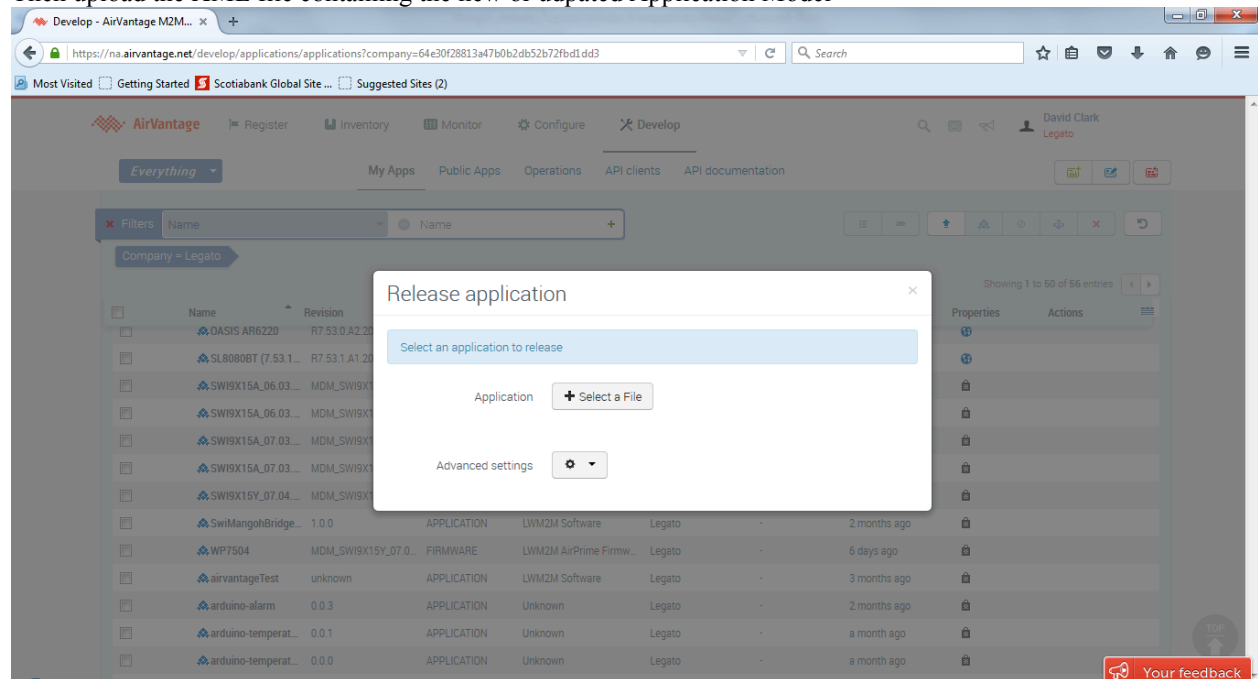 Then upload the XML file containing the new or udpated Application Model
Develop - AirVantage M2M... × +
https://na.airvantage.net/develop/applications/applications?company=64e30f28813a47b0b2db52b72fbd1dd3
Search
Most Visited Getting Started Scotiabank Global Site ... Suggested Sites (2)
AirVantage Register Inventory Monitor Configure Develop David Clark
Legato
Everything My Apps Public Apps Operations API clients API documentation
Filters Name Name +
Company = Legato
Showing 1 to 50 of 56 entries
Name Revision Properties Actions
OASIS AR6220 R7.53.0.A2.20
SL8080BT (7.53.1... R7.53.1.A1.20
SWI9X15A_06.03.... MDM_SWI9X1
SWI9X15A_06.03.... MDM_SWI9X1
SWI9X15A_07.03.... MDM_SWI9X1
SWI9X15A_07.03.... MDM_SWI9X1
SWI9X15Y_07.04.... MDM_SWI9X1
Release application ×
Select an application to release
Application + Select a File
Advanced settings
SwiMangohBridge... 1.0.0 APPLICATION LWM2M Software Legato - 2 months ago
WP7504 MDM_SWI9X15Y_07.0... FIRMWARE LWM2M AirPrime Firmw... Legato - 6 days ago
airvantageTest unknown APPLICATION LWM2M Software Legato - 3 months ago
arduino-alarm 0.0.3 APPLICATION Unknown Legato - 2 months ago
arduino-temperat... 0.0.1 APPLICATION Unknown Legato - a month ago
arduino-temperat... 0.0.0 APPLICATION Unknown Legato - a month ago
TOP
Your feedback